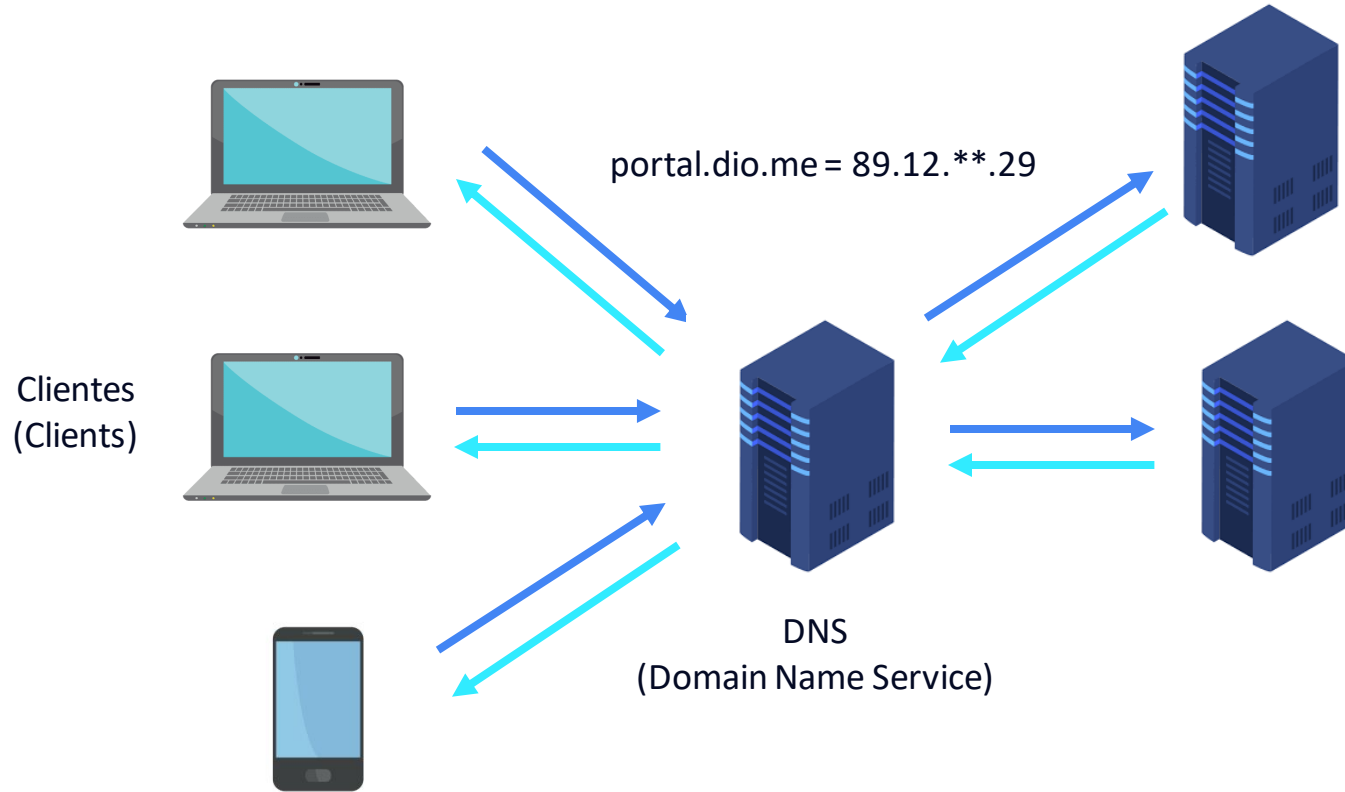 portal.dio.me = 89.12.**.29
Clientes
(Clients)
DNS
(Domain Name Service)